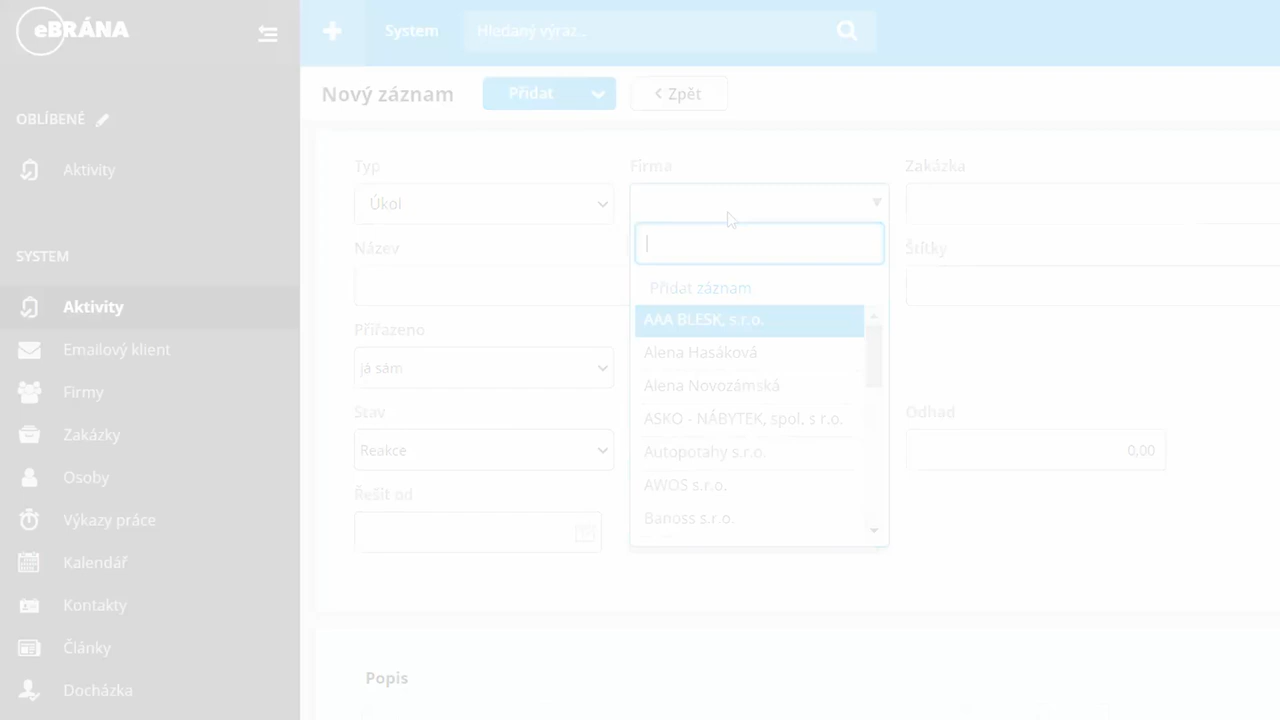 eBRÁNA
System
Hledaný výraz...
Nový záznam
Přidat
Zpět
OBLÍBENÉ
Aktivity
SYSTEM
Aktivity
Emailový klient
Firmy
Zakázky
Osoby
Výkazy práce
Kalendář
Kontakty
Články
Docházka
Typ
Firma
Zakázka
Úkol
Název
Štítky
Přidat záznam
AAA BLESK, s.r.o.
Alena Hasáková
Alena Novozámská
ASKO - NÁBYTEK, spol, s r.o.
Autopotahy s.r.o.
AWOS s.r.o.
Banoss s.r.o.
Přiřazeno
já sám
Stav
Odhad
Reakce
0,00
Řešit od
Popis